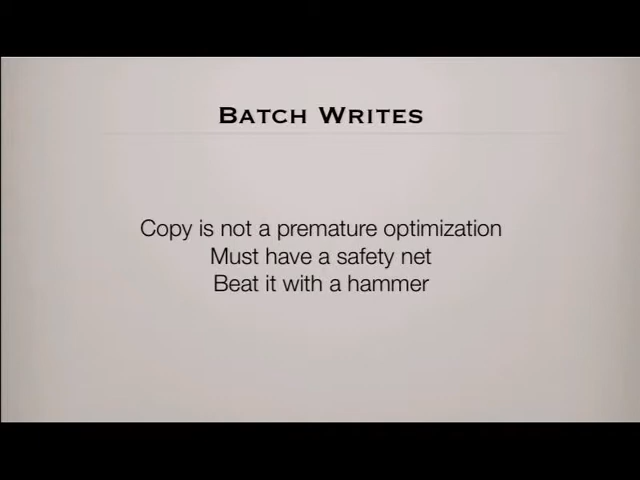 Batch Writes
Copy is not a premature optimization
Must have a safety net
Beat it with a hammer